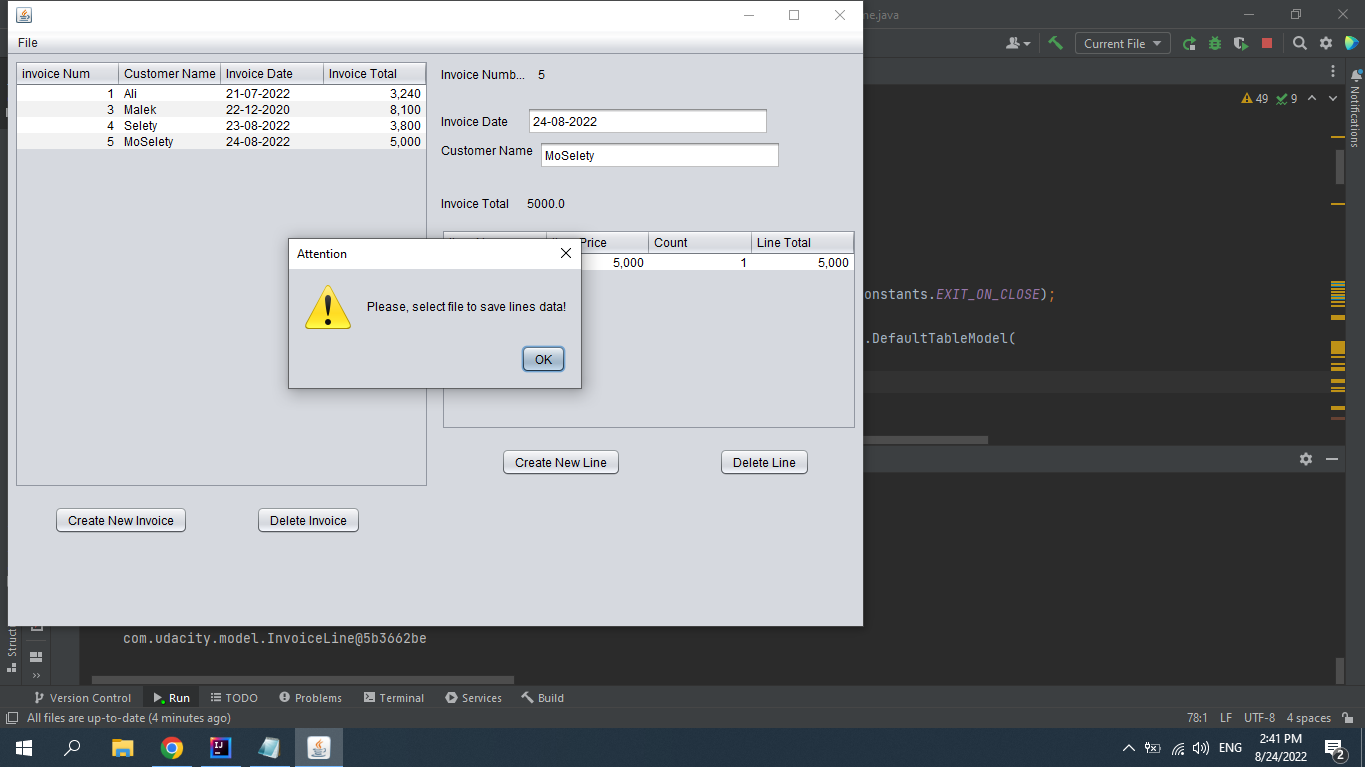 ne.java
File
Current File
invoice Num Customer Name Invoice Date Invoice Total
1 Ali 21-07-2022 3,240
3 Malek 22-12-2020 8,100
4 Selety 23-08-2022 3,800
5 MoSelety 24-08-2022 5,000
Invoice Numb... 5
Invoice Date 24-08-2022
Customer Name MoSelety
Invoice Total 5000.0
Price Count Line Total
5,000 1 5,000
Attention
Please, select file to save lines data!
OK
Create New Line Delete Line
Create New Invoice Delete Invoice
49 9
Notifications
onstants.EXIT_ON_CLOSE);
.DefaultTableModel(
Struct
com.udacity.model.InvoiceLine@5b3662be
Version Control Run TODO Problems Terminal Services Build
All files are up-to-date (4 minutes ago) 78:1 LF UTF-8 4 spaces
ENG
2:41 PM
8/24/2022
2